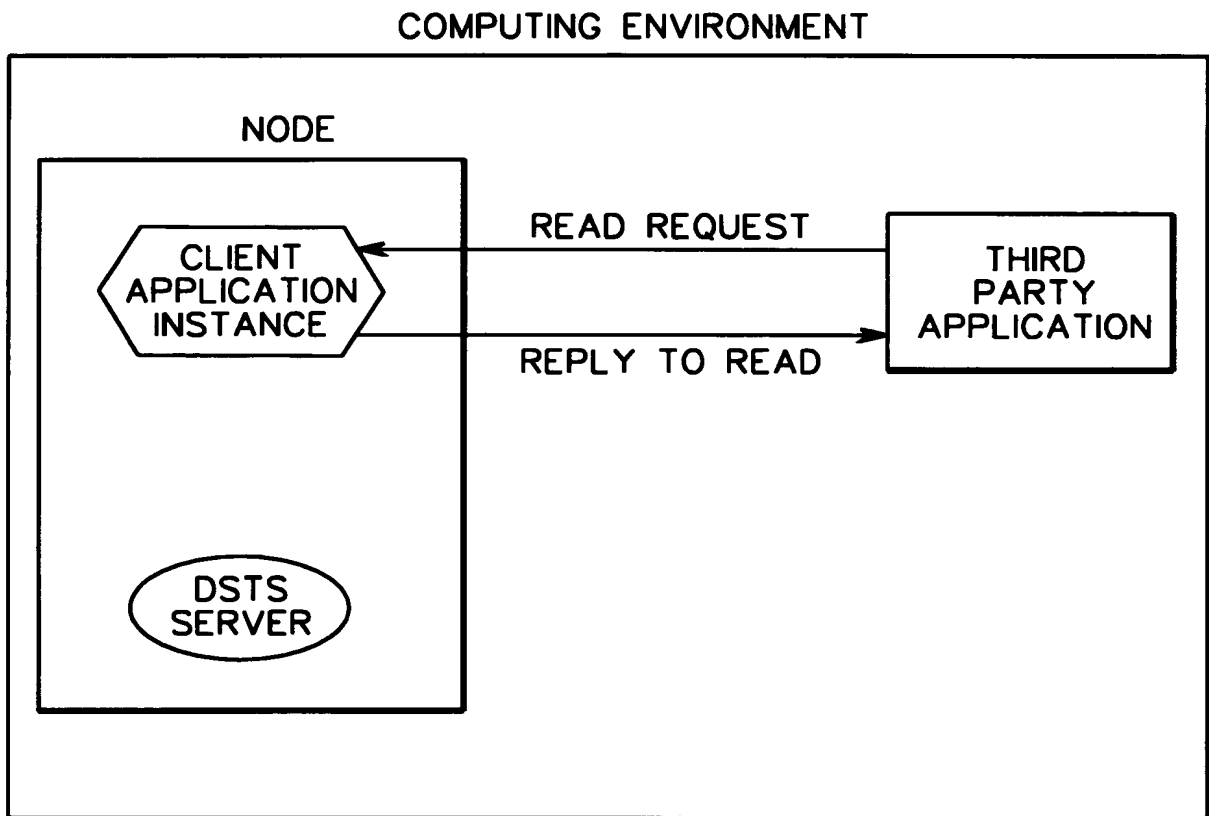 COMPUTING ENVIRONMENT
NODE
CLIENT
APPLICATION
INSTANCE
READ REQUEST
REPLY TO READ
THIRD
PARTY
APPLICATION
DSTS
SERVER